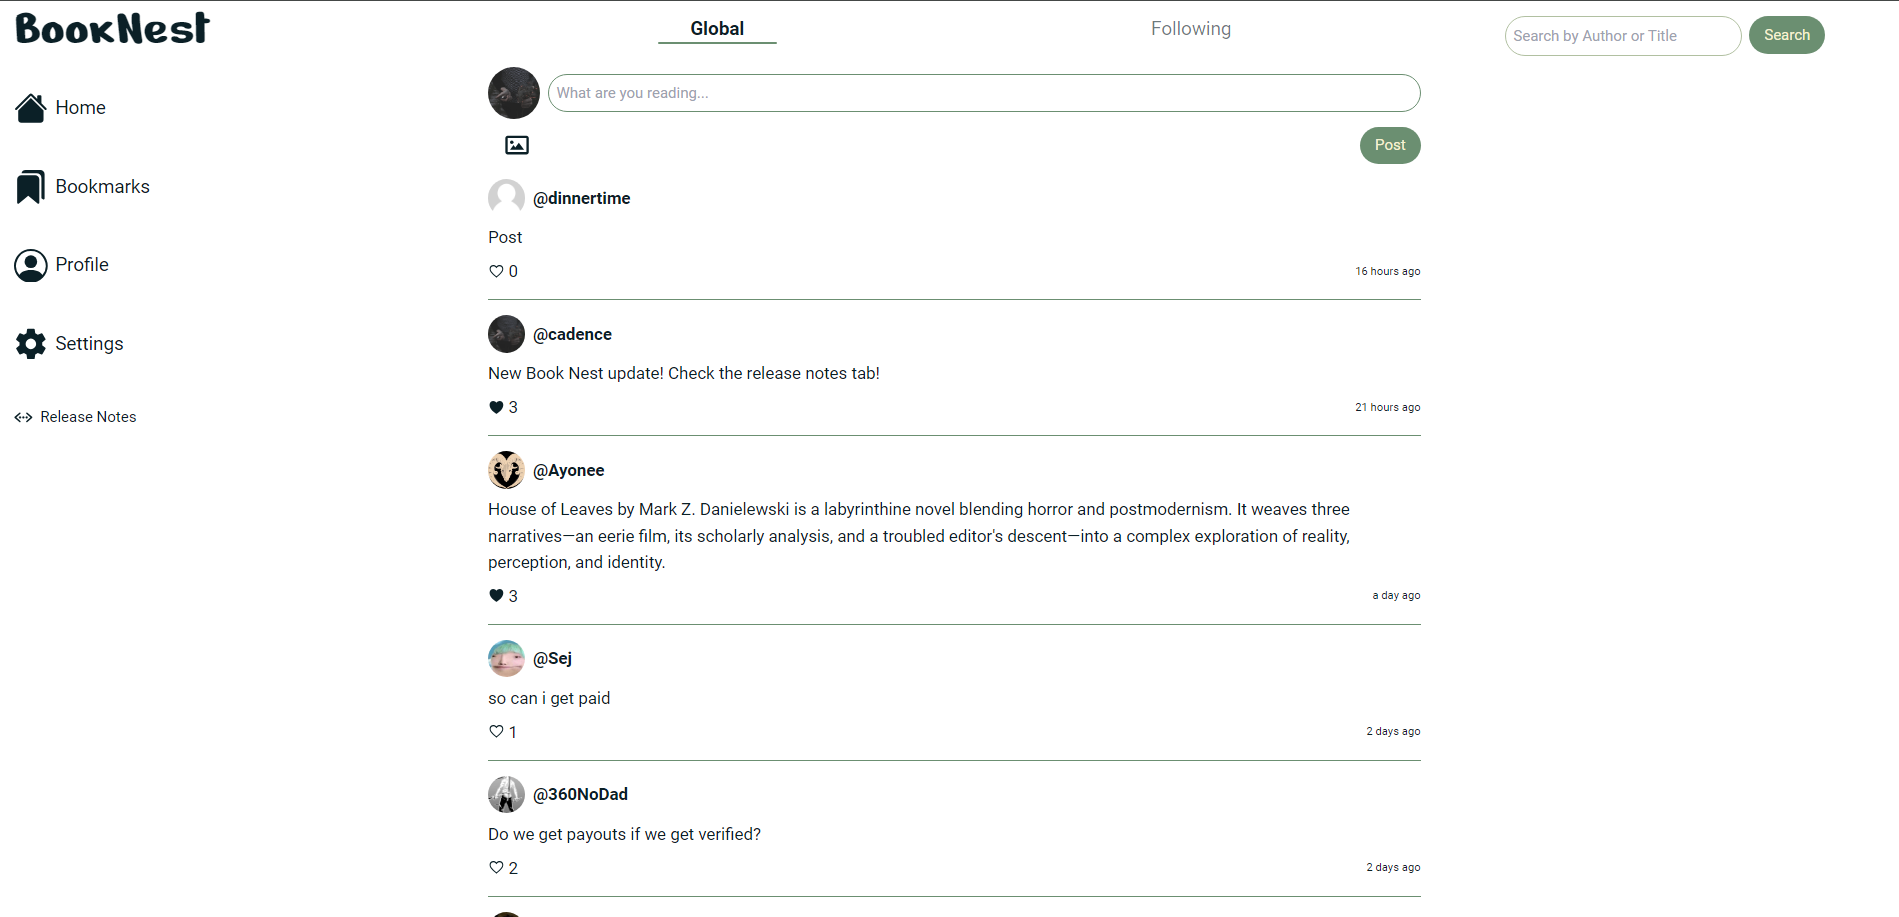 BookNest
Home
Bookmarks
Profile
Settings
Release Notes
Global
Following
What are you reading...
Post
@dinnertime
Post
0
16 hours ago
@cadence
New Book Nest update! Check the release notes tab!
3
21 hours ago
@Ayonee
House of Leaves by Mark Z. Danielewski is a labyrinthine novel blending horror and postmodernism. It weaves three
narratives—an eerie film, its scholarly analysis, and a troubled editor's descent—into a complex exploration of reality,
perception, and identity.
3
a day ago
@Sej
so can i get paid
1
2 days ago
@360NoDad
Do we get payouts if we get verified?
2
2 days ago
Search by Author or Title
Search